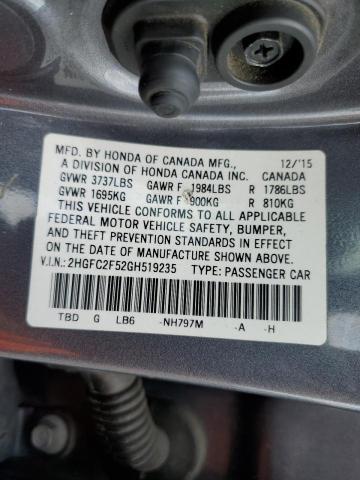 MFD. BY HONDA OF CANADA MFG., 12/'15
A DIVISION OF HONDA CANADA INC. CANADA
GVWR 3737LBS GAWR F 1984LBS R 1786LBS
GVWR 1695KG GAWR F 900KG R 810KG
THIS VEHICLE CONFORMS TO ALL APPLICABLE
FEDERAL MOTOR VEHICLE SAFETY, BUMPER,
AND THEFT PREVENTION STANDARDS IN EFFECT
ON THE DATE OF MANUFACTURE SHOWN ABOVE.
V.I.N.: 2HGFC2F52GH519235 TYPE: PASSENGER CAR
TBD G LB6 -NH797M -A -H